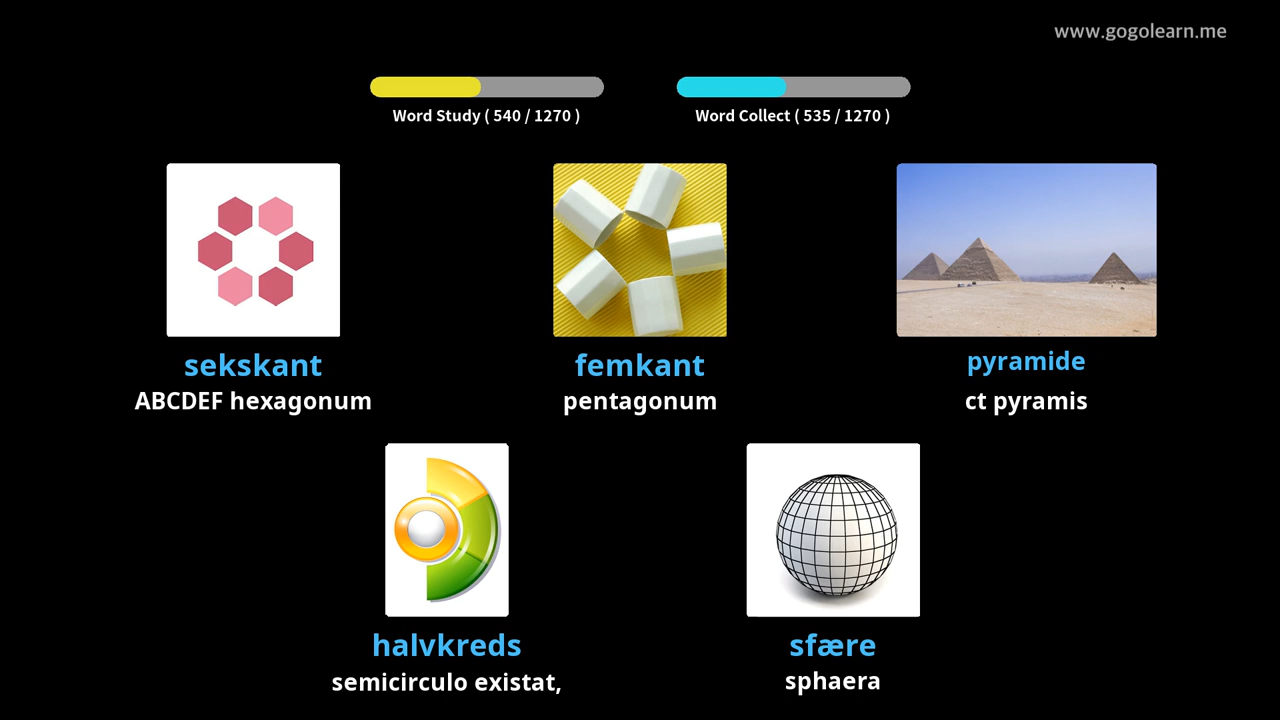 www.gogolearn.me
Word Study ( 540 / 1270 )
Word Collect ( 535 / 1270 )
sekskant
ABCDEF hexagonum
femkant
pentagonum
pyramide
ct pyramis
halvkreds
semicirculo existat,
sfære
sphaera